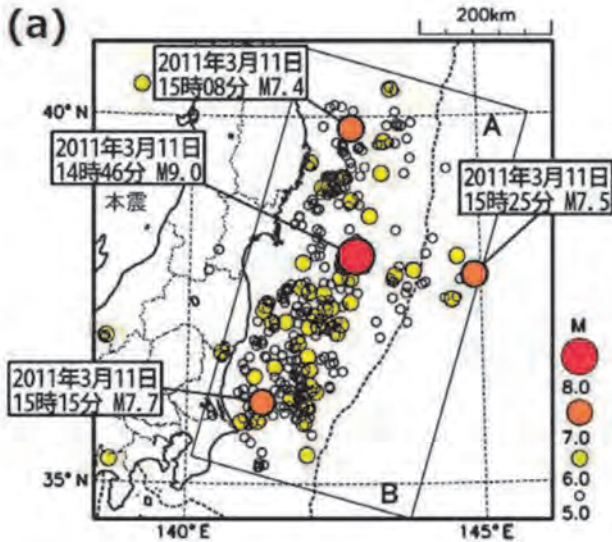 (a)
200km
2011年3月11日
15時08分 M7.4
40°N
A
2011年3月11日
14時46分 M9.0
本震
2011年3月11日
15時25分 M7.5
M
8.0
7.0
6.0
5.0
2011年3月11日
15時15分 M7.7
35°N
B
140°E
145°E